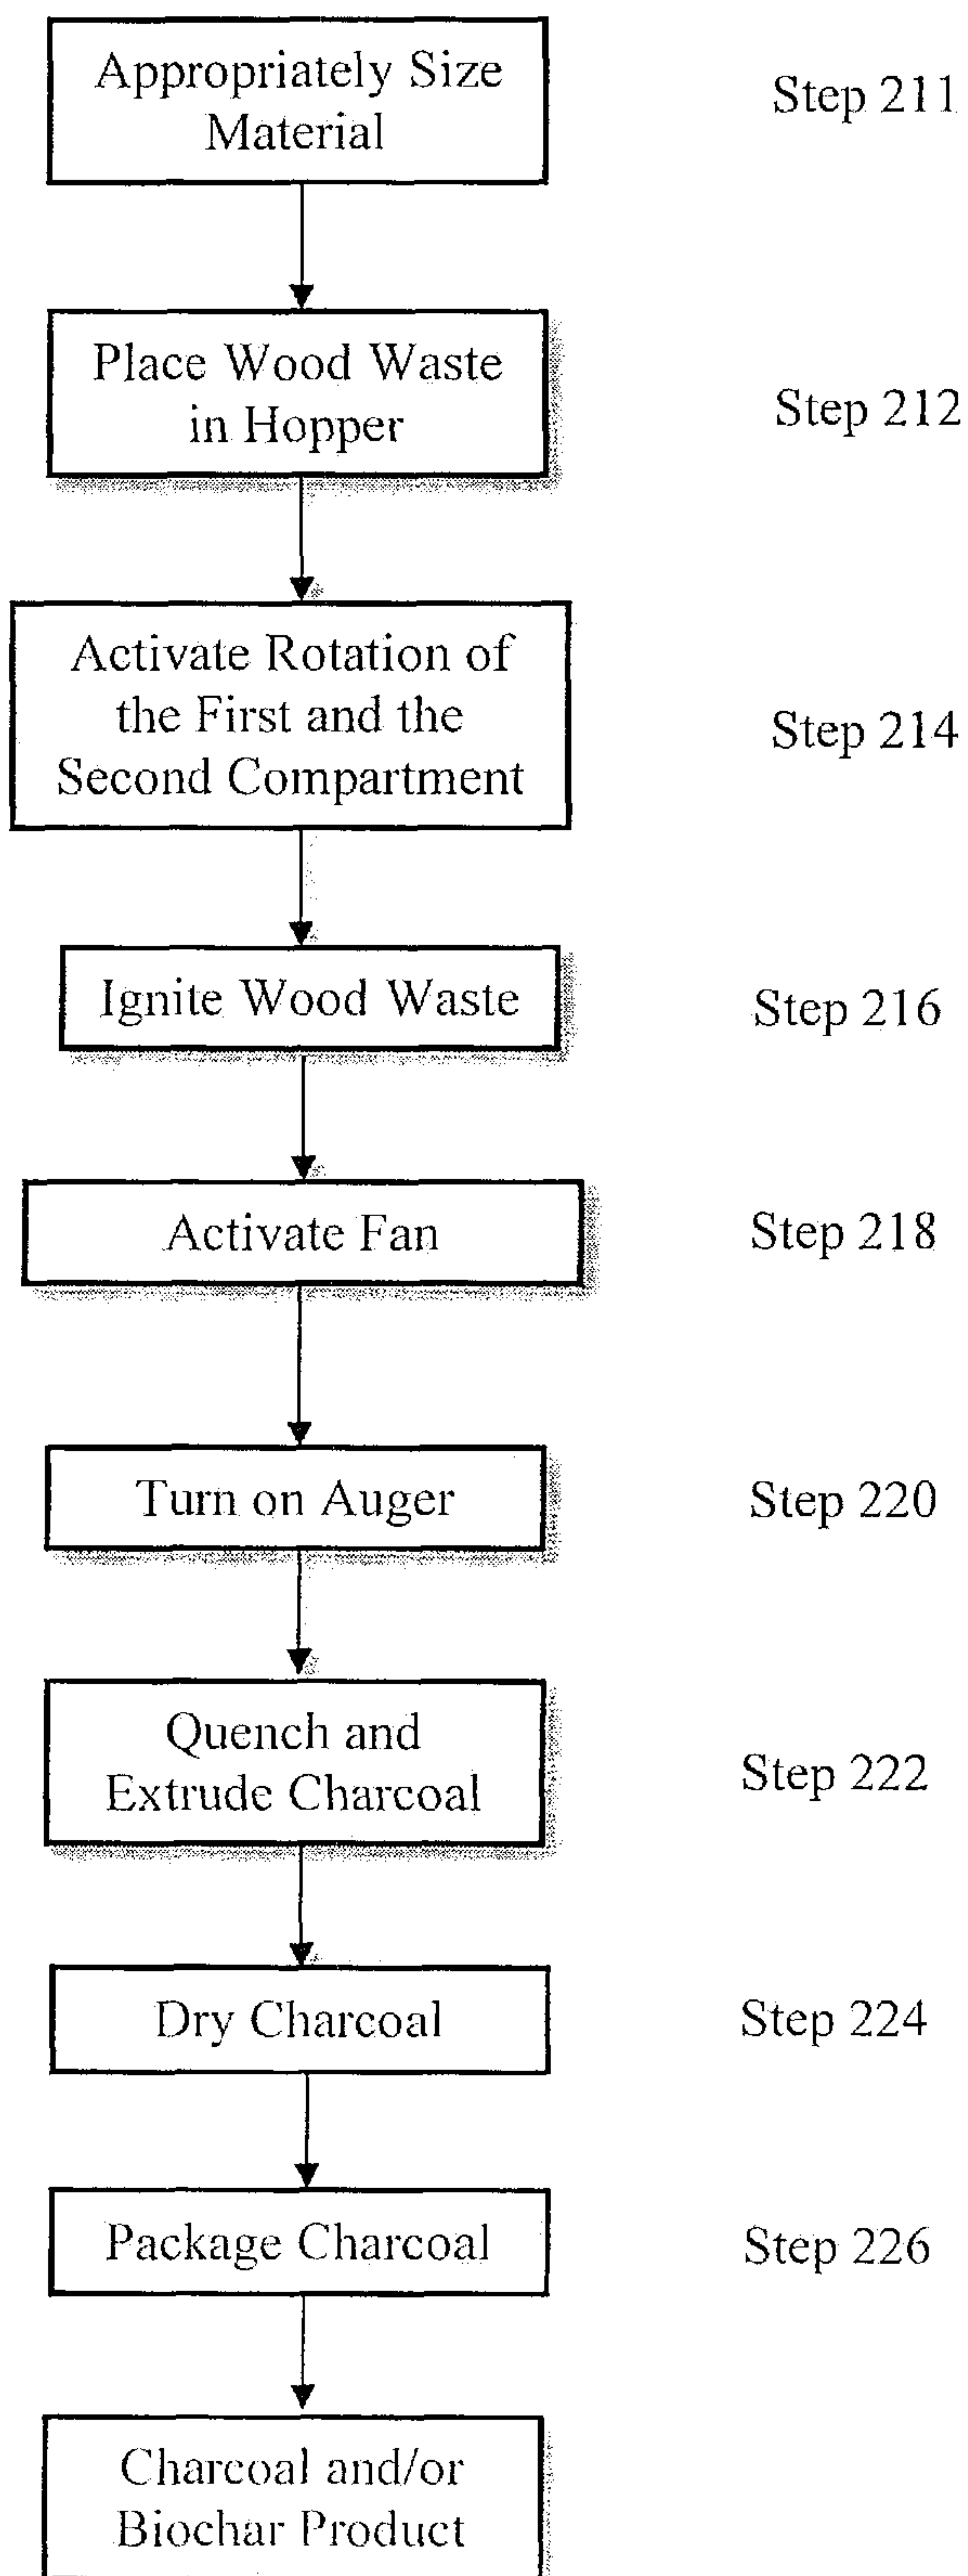 Appropriately Size
Material
Step 211
Place Wood Waste
in Hopper
Step 212
Activate Rotation of
the First and the
Second Compartment
Step 214
Ignite Wood Waste
Step 216
Activate Fan
Step 218
Turn on Auger
Step 220
Quench and
Extrude Charcoal
Step 222
Dry Charcoal
Step 224
Package Charcoal
Step 226
Charcoal and/or
Biochar Product